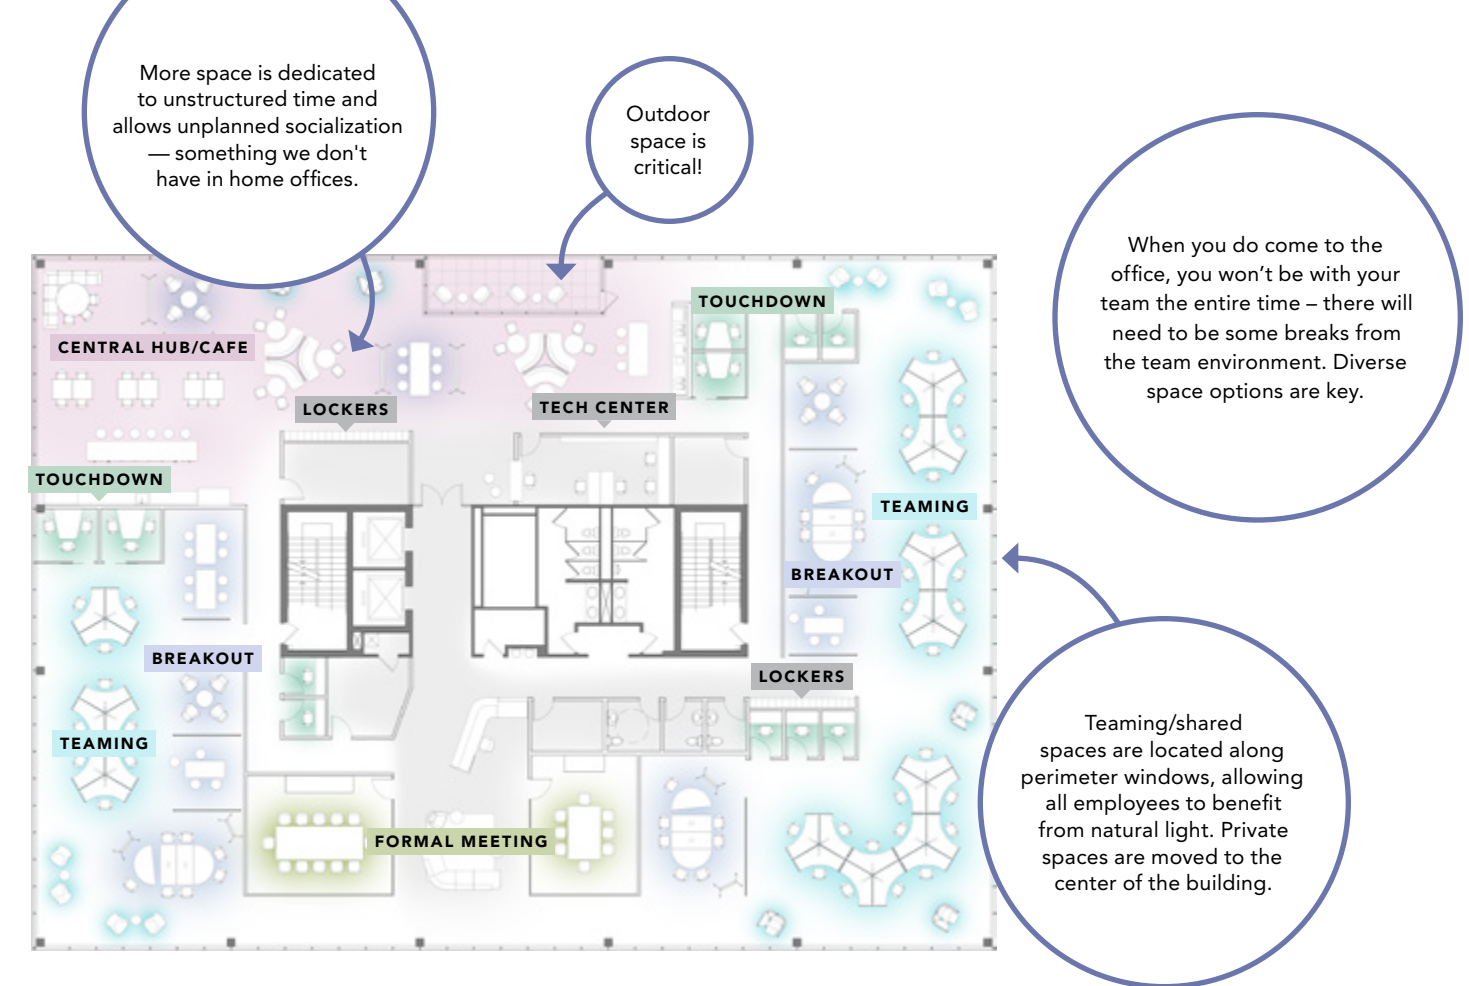 More space is dedicated
to unstructured time and
allows unplanned socialization
— something we don't
have in home offices.
Outdoor
space is
critical!
When you do come to the
office, you won’t be with your
team the entire time – there will
need to be some breaks from
the team environment. Diverse
space options are key.
TOUCHDOWN
CENTRAL HUB/CAFE
LOCKERS
TECH CENTER
TOUCHDOWN
TEAMING
BREAKOUT
BREAKOUT
LOCKERS
TEAMING
FORMAL MEETING
Teaming/shared
spaces are located along
perimeter windows, allowing
all employees to benefit
from natural light. Private
spaces are moved to the
center of the building.